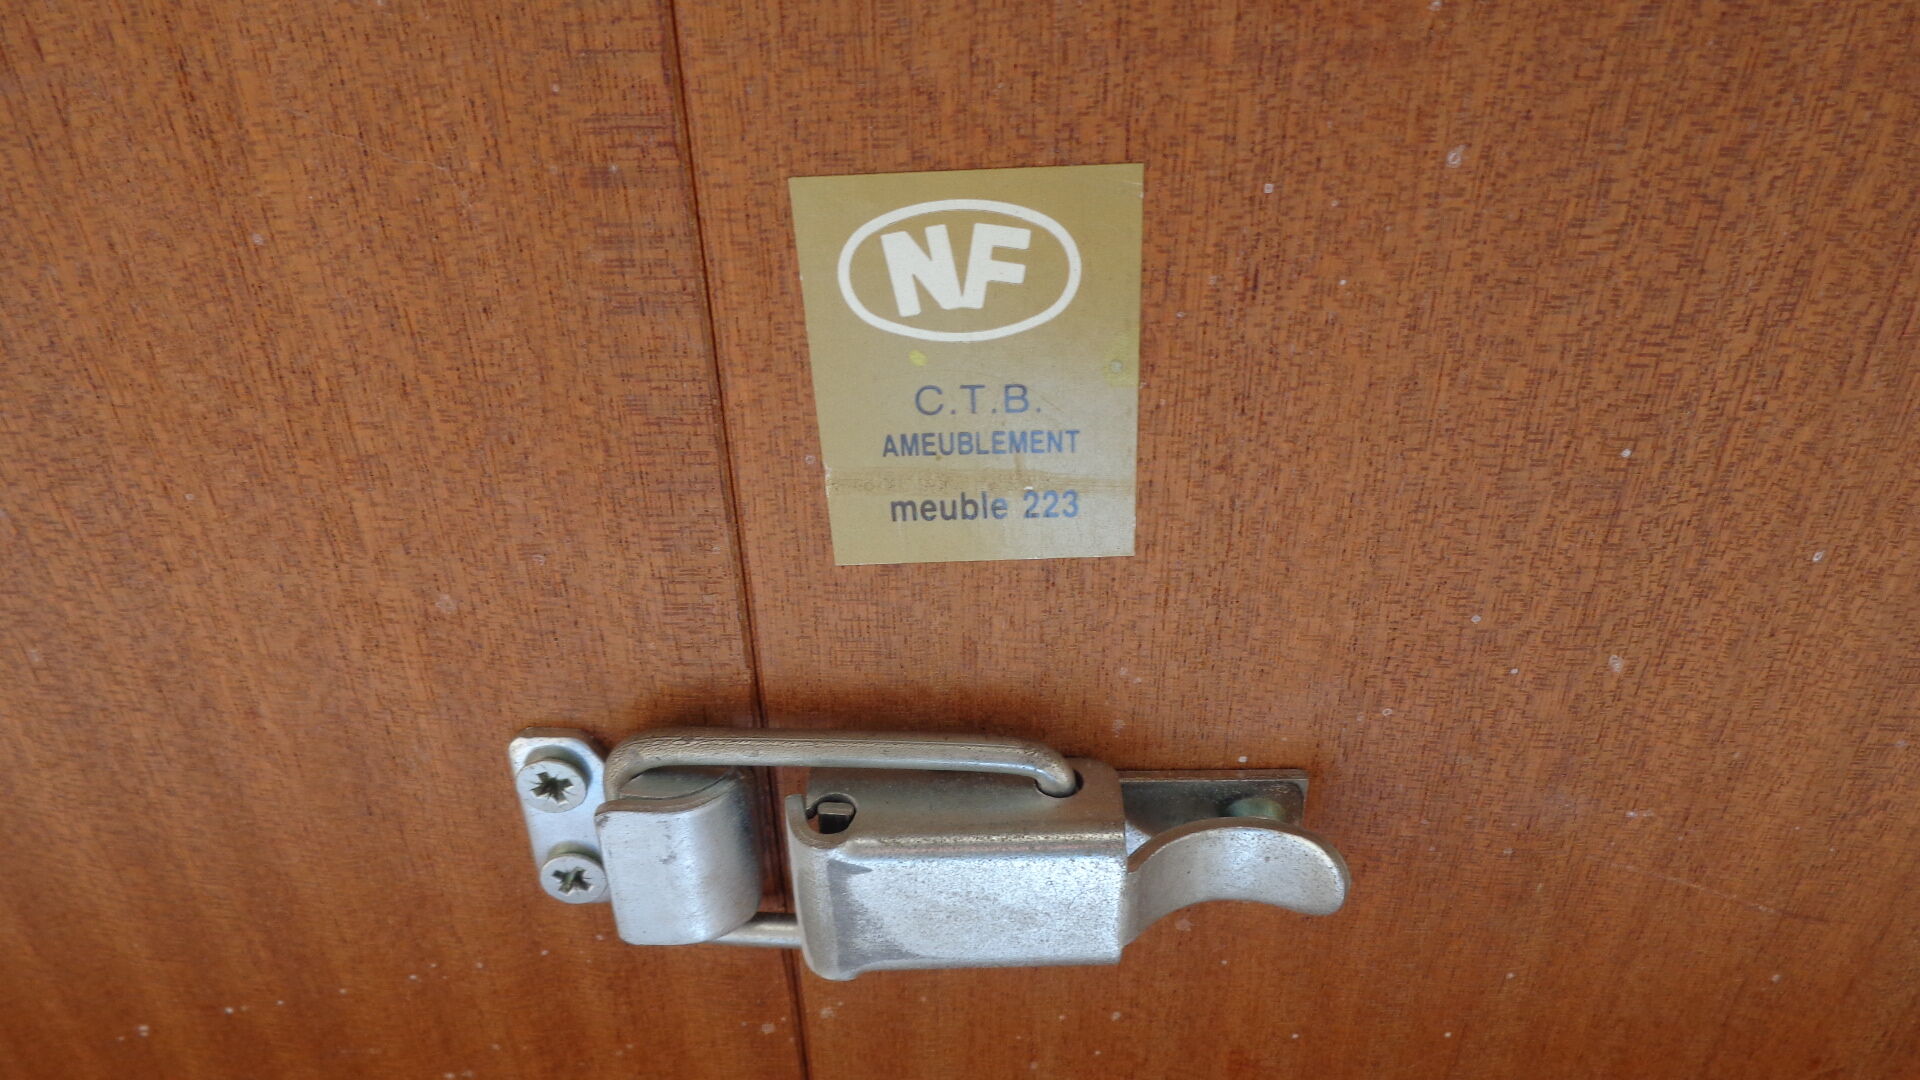 NF
C.T.B.
AMEUBLEMENT
meuble 223